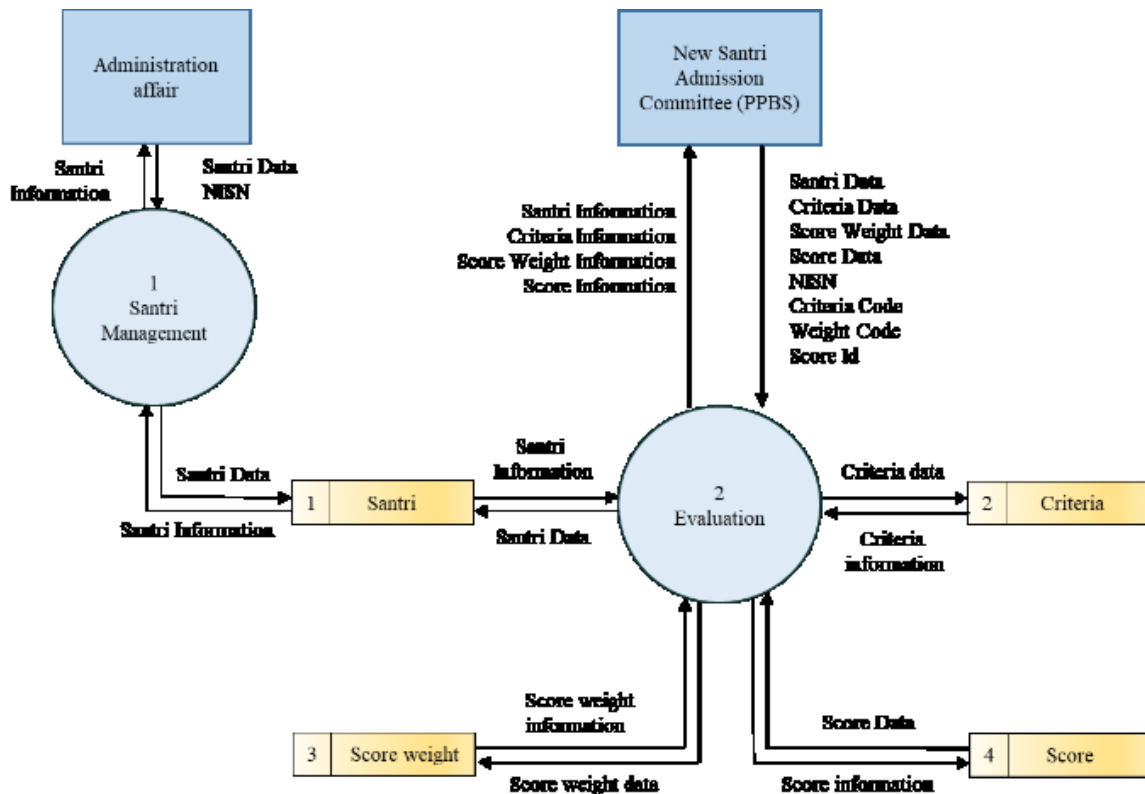 Administration
affair
New Santri
Admission
Committee (PPBS)
Santri
Information
Santri Data
NISN
Santri Information
Criteria Information
Score Weight Information
Score Information
Santri Data
Criteria Data
Score Weight Data
Score Data
NISN
Criteria Code
Weight Code
Score Id
1
Santri
Management
Santri Data
Santri Information
1 Santri
Santri
Information
Santri Data
2
Evaluation
Criteria data
Criteria
information
2 Criteria
Score weight
information
3 Score weight
Score weight data
Score Data
4 Score
Score information